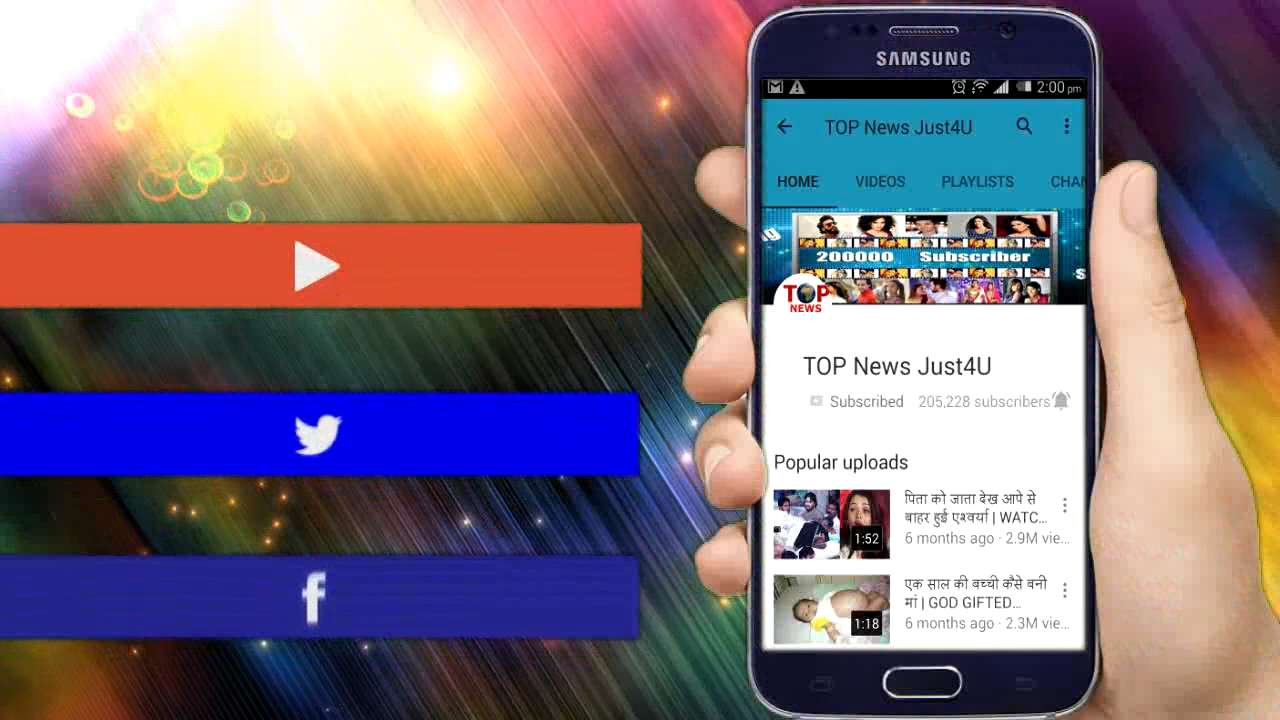 SAMSUNG
2:00 pm
TOP News Just4U
HOME VIDEOS PLAYLISTS CHAN
200000 Subscriber
TOP
NEWS
TOP News Just4U
Subscribed 205,228 subscribers
Popular uploads
पिता को जाता देख आपे से
बाहर हुई एश्वर्या | WATC...
1:52
6 months ago · 2.9M vie...
एक साल की बच्ची कैसे बनी
मां | GOD GIFTED...
1:18
6 months ago · 2.3M vie...